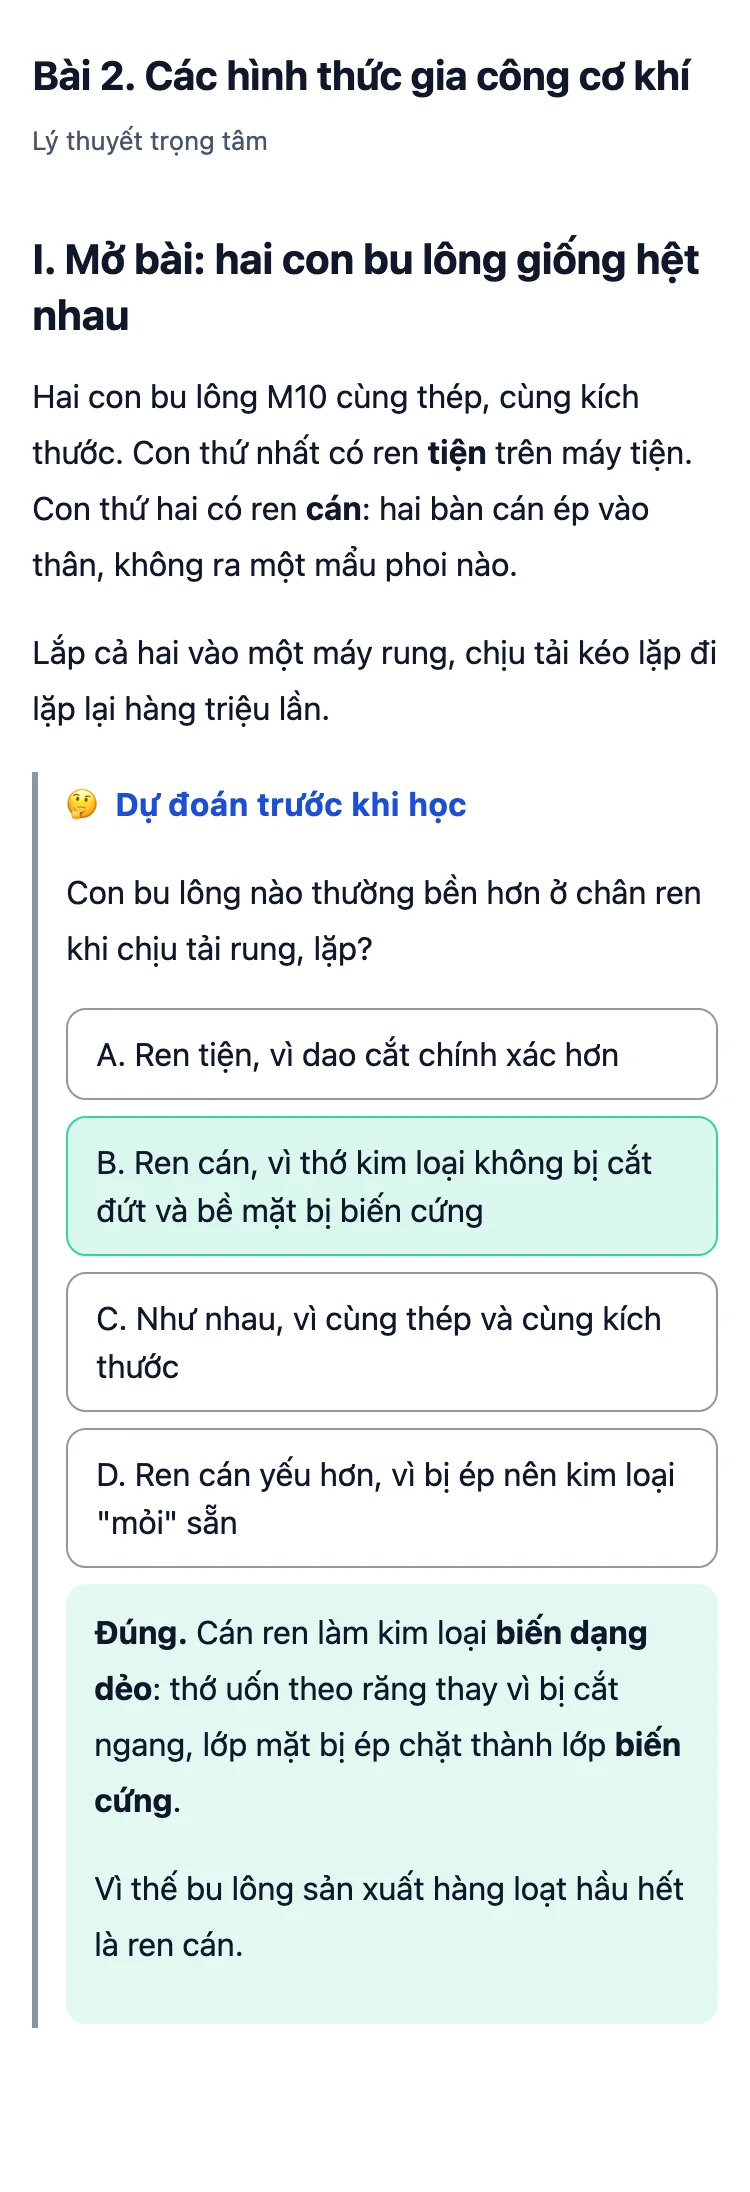 Bài 2. Các hình thức gia công cơ khí
Lý thuyết trọng tâm
I. Mở bài: hai con bu lông giống hệt
nhau
Hai con bu lông M10 cùng thép, cùng kích
thước. Con thứ nhất có ren tiện trên máy tiện.
Con thứ hai có ren cán: hai bàn cán ép vào
thân, không ra một mẩu phoi nào.
Lắp cả hai vào một máy rung, chịu tải kéo lặp đi
lặp lại hàng triệu lần.
🤔 Dự đoán trước khi học
Con bu lông nào thường bền hơn ở chân ren
khi chịu tải rung, lặp?
A. Ren tiện, vì dao cắt chính xác hơn
B. Ren cán, vì thớ kim loại không bị cắt
đứt và bề mặt bị biến cứng
C. Như nhau, vì cùng thép và cùng kích
thước
D. Ren cán yếu hơn, vì bị ép nên kim loại
"mỏi" sẵn
Đúng. Cán ren làm kim loại biến dạng
dẻo: thớ uốn theo răng thay vì bị cắt
ngang, lớp mặt bị ép chặt thành lớp biến
cứng.
Vì thế bu lông sản xuất hàng loạt hầu hết
là ren cán.